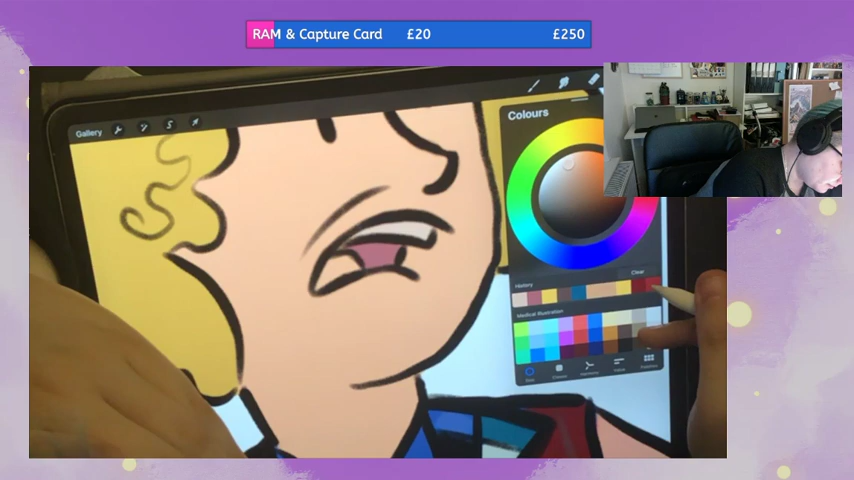 RAM & Capture Card £20 £250
Gallery
Colours
Clear
History
Medical Illustration